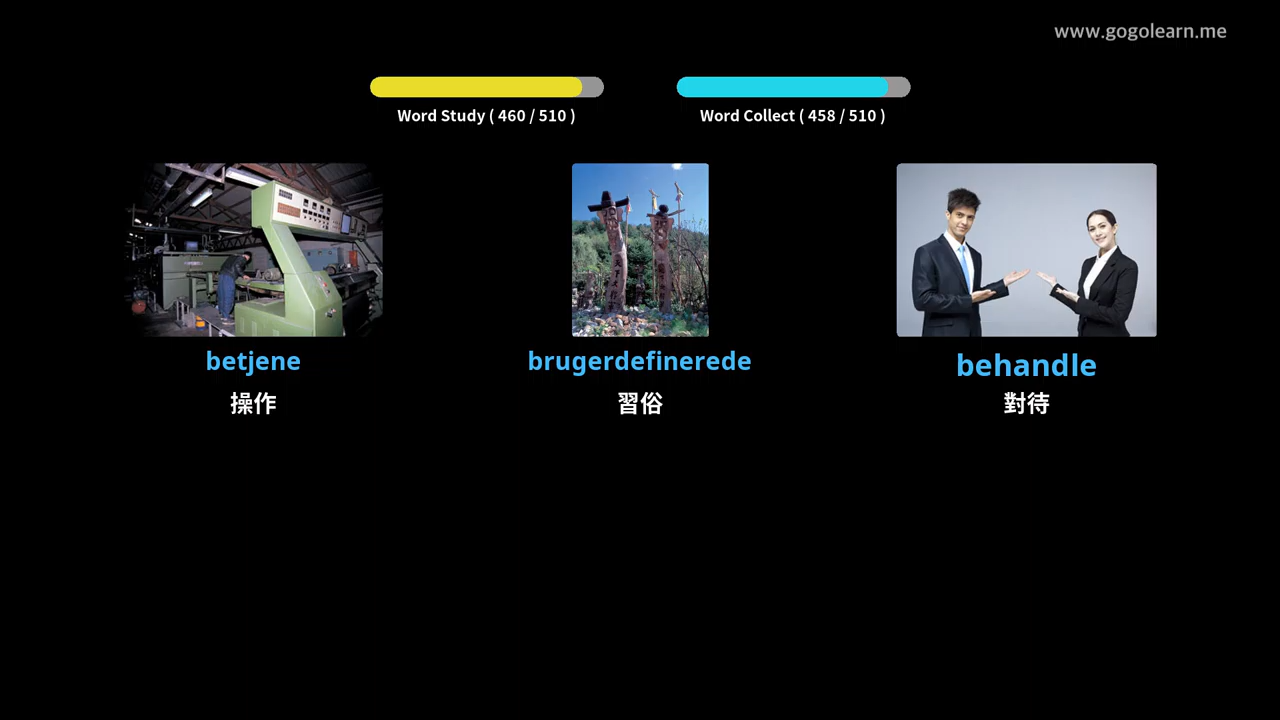 www.gogolearn.me
Word Study ( 460 / 510 )
Word Collect ( 458 / 510 )
betjene
brugerdefinerede
behandle
操作
習俗
對待